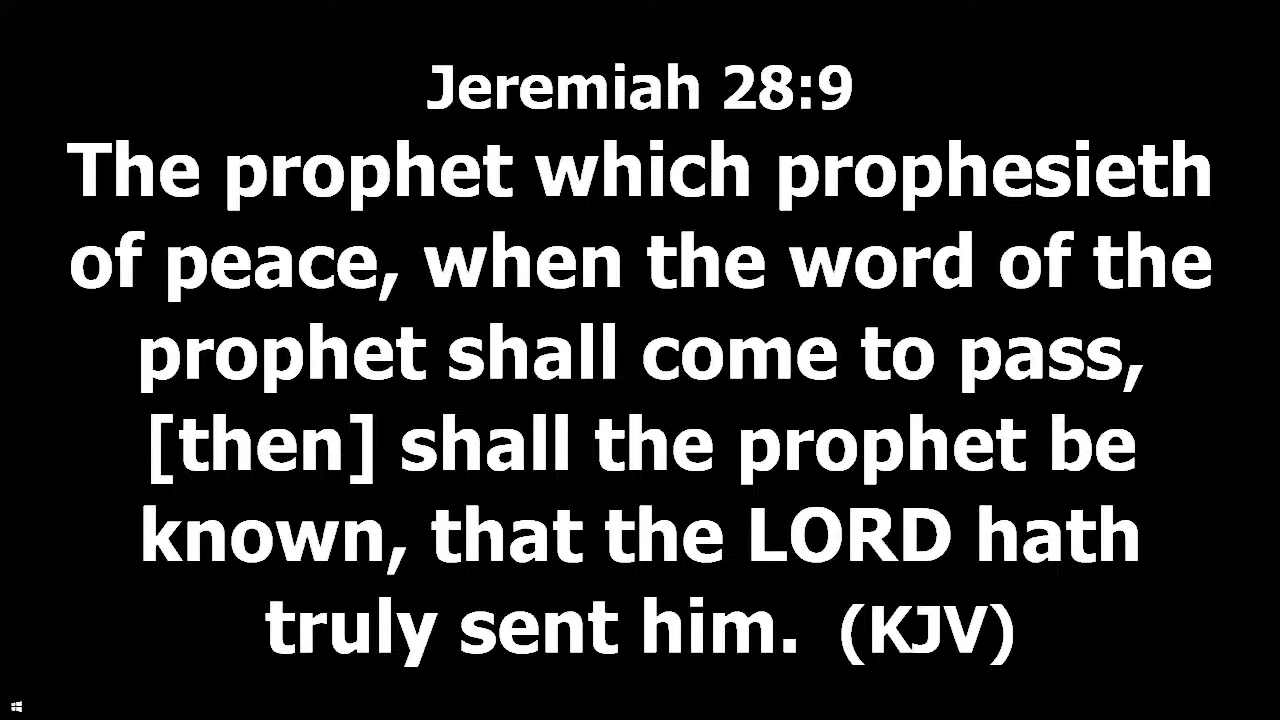 Jeremiah 28:9
The prophet which prophesieth
of peace, when the word of the
prophet shall come to pass,
[then] shall the prophet be
known, that the LORD hath
truly sent him. (KJV)